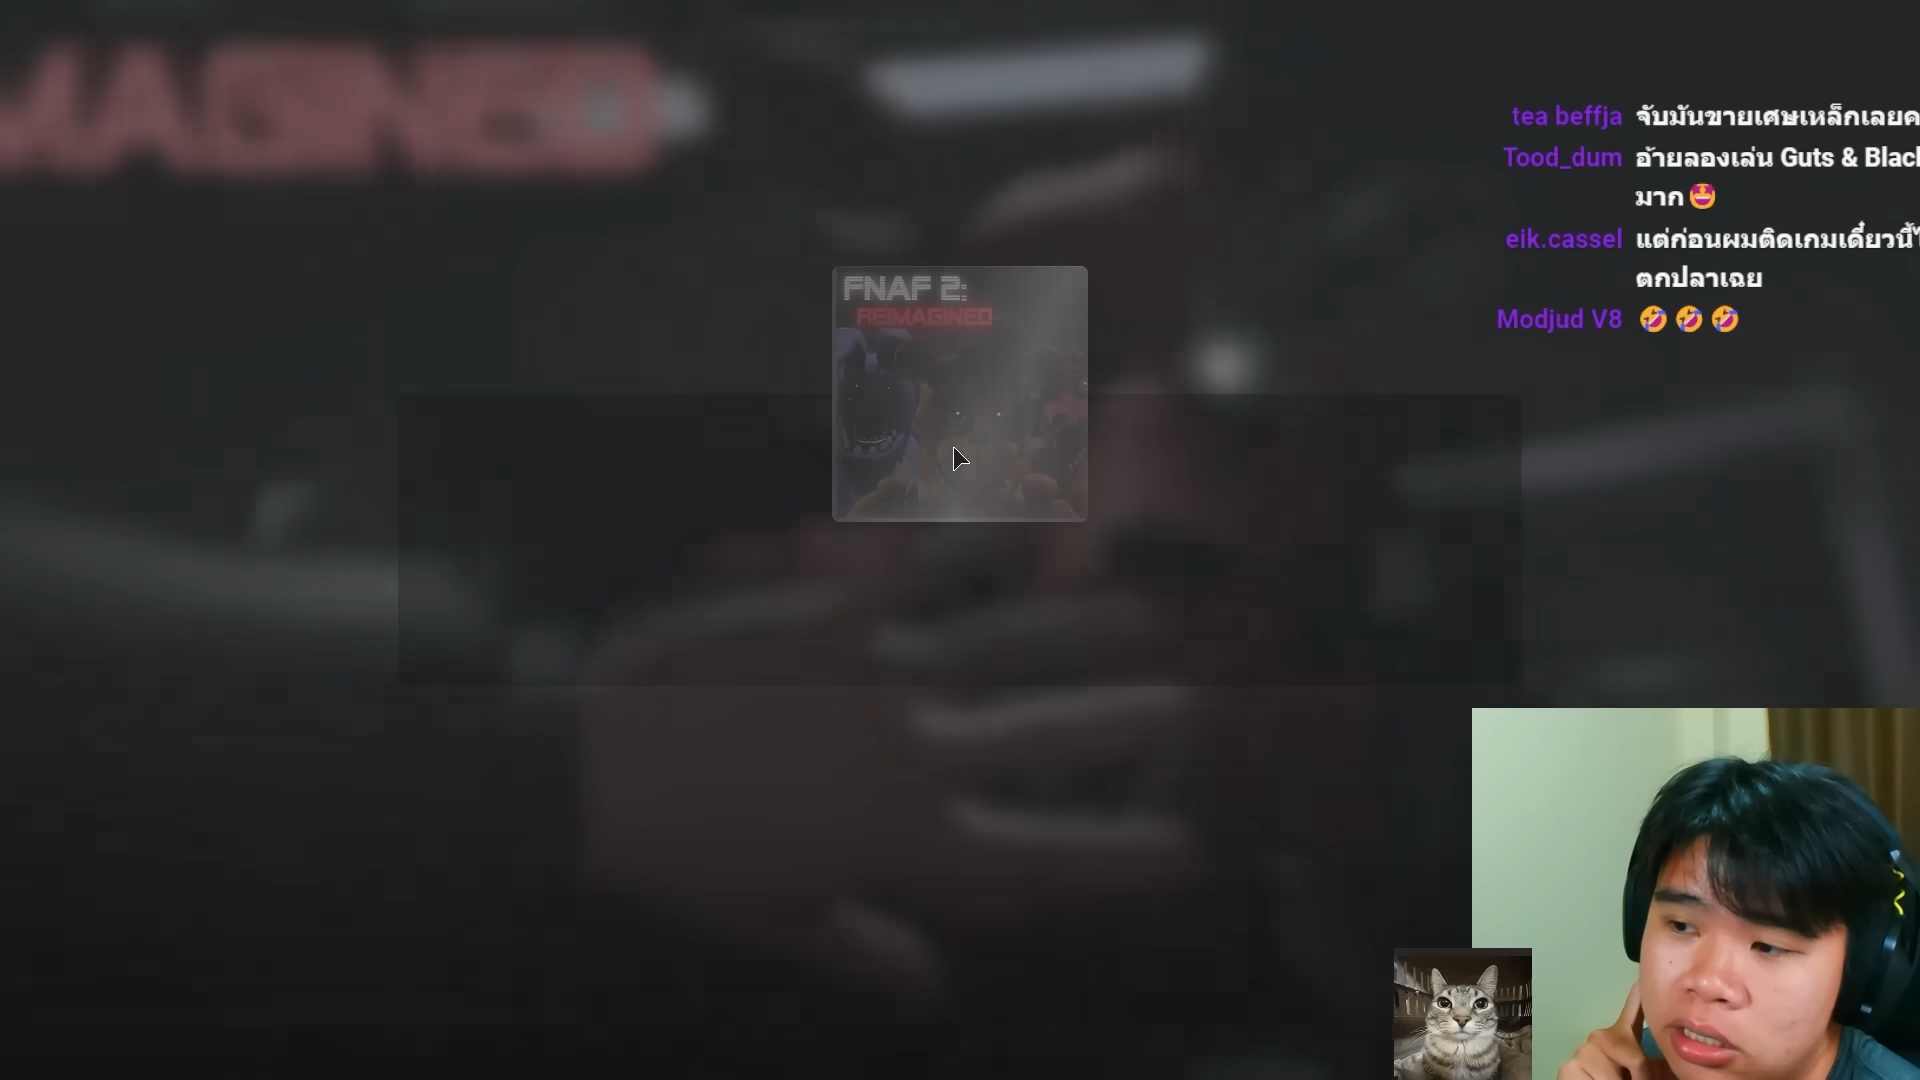 MAGINED
FNAF 2:
REIMAGINED
tea beffja จับมันขายเศษเหล็กเลยค
Tood_dum อ้ายลองเล่น Guts & Blac
มาก🤩
eik.cassel แต่ก่อนผมติดเกมเดี๋ยวนี้
ตกปลาเฉย
Modjud V8 🤣🤣🤣